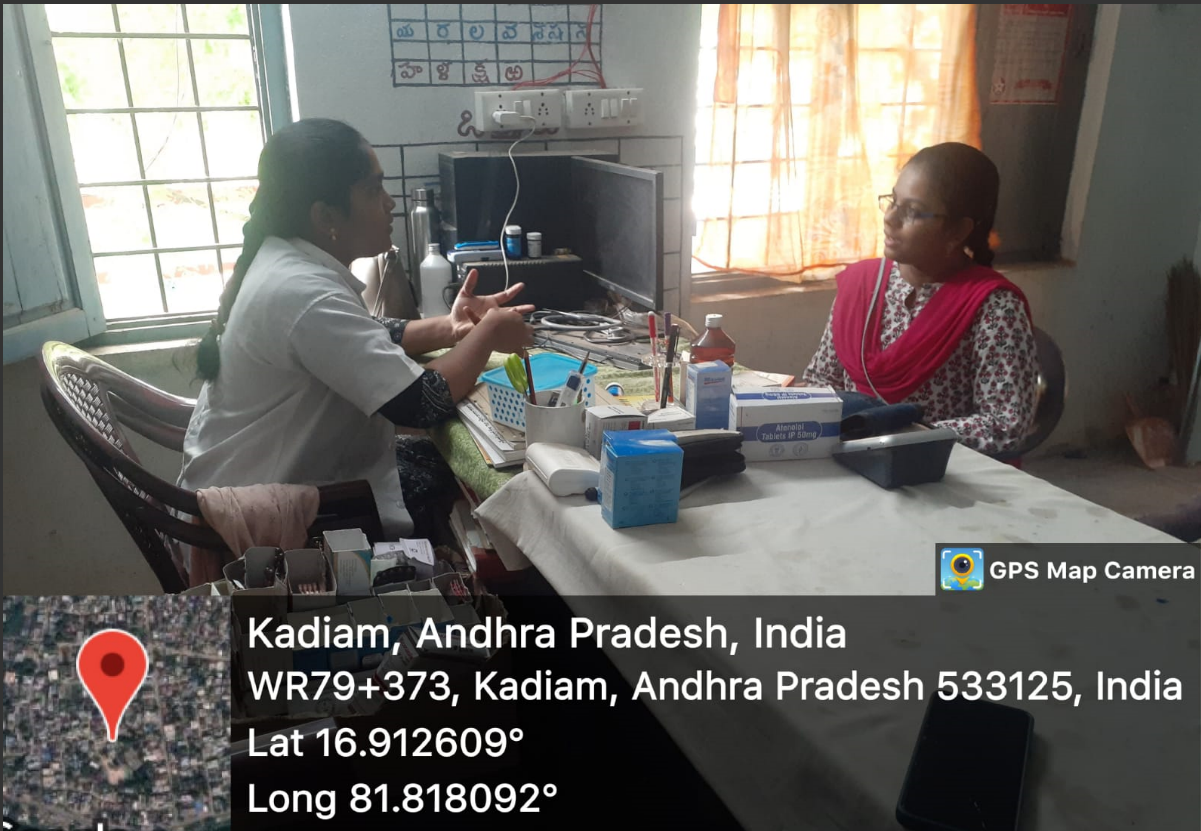 య ర ల వ శ ష స
హ ళ క్ష ఱ
Atenolol
Tablets IP 50mg
GPS Map Camera
Kadiam, Andhra Pradesh, India
WR79+373, Kadiam, Andhra Pradesh 533125, India
Lat 16.912609°
Long 81.818092°